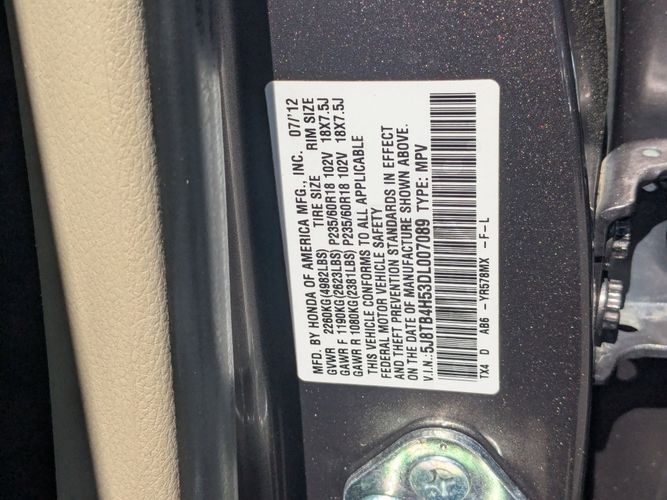 MFD. BY HONDA OF AMERICA MFG., INC. 07/'12
TIRE SIZE RIM SIZE
GVWR 2260KG(4982LBS)
GAWR F 1190KG(2623LBS) P235/60R18 102V 18X7.5J
GAWR R 1080KG(2381LBS) P235/60R18 102V 18X7.5J
THIS VEHICLE CONFORMS TO ALL APPLICABLE
FEDERAL MOTOR VEHICLE SAFETY
AND THEFT PREVENTION STANDARDS IN EFFECT
ON THE DATE OF MANUFACTURE SHOWN ABOVE.
V.I.N.:5J8TB4H53DL007089 TYPE: MPV
TX4 D AB6 -YR578MX -F-L